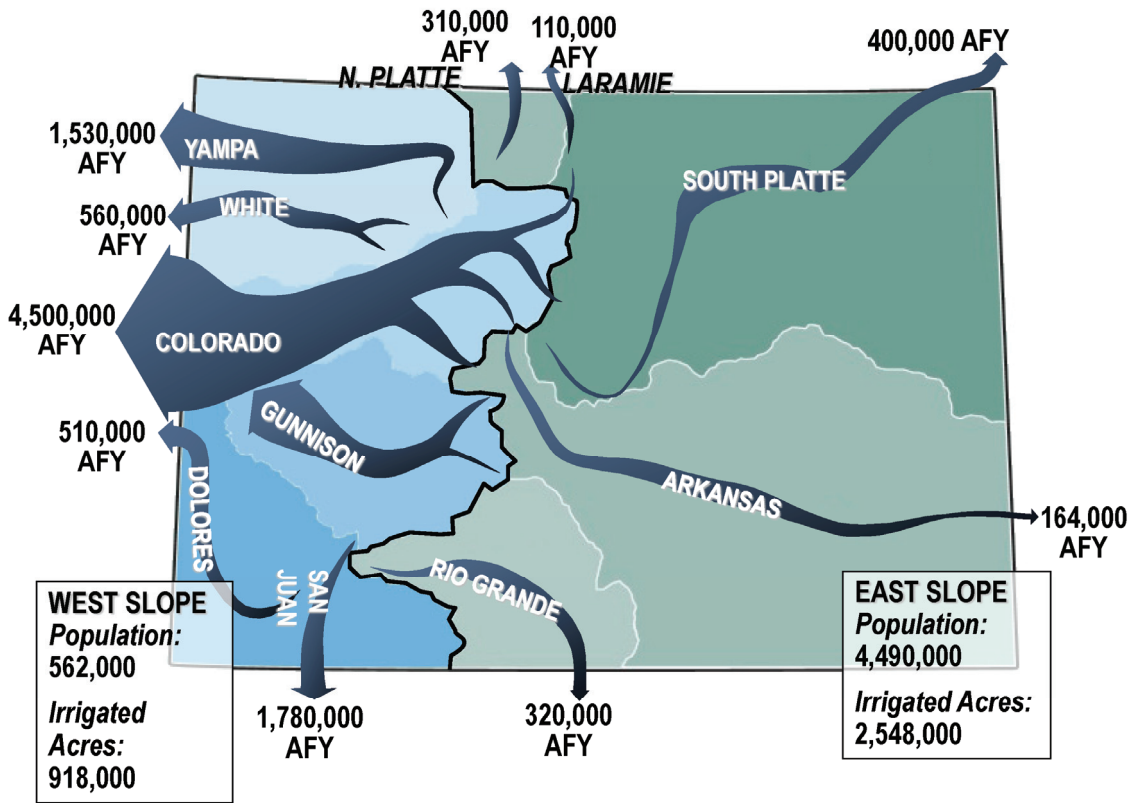 310,000
AFY
110,000
AFY
400,000 AFY
N. PLATTE
LARAMIE
1,530,000
AFY
YAMPA
SOUTH PLATTE
560,000
AFY
WHITE
4,500,000
AFY
COLORADO
510,000
AFY
GUNNISON
DOLORES
ARKANSAS
164,000
AFY
SAN
JUAN
RIO GRANDE
WEST SLOPE
Population:
562,000
Irrigated
Acres:
918,000
EAST SLOPE
Population:
4,490,000
Irrigated Acres:
2,548,000
1,780,000
AFY
320,000
AFY